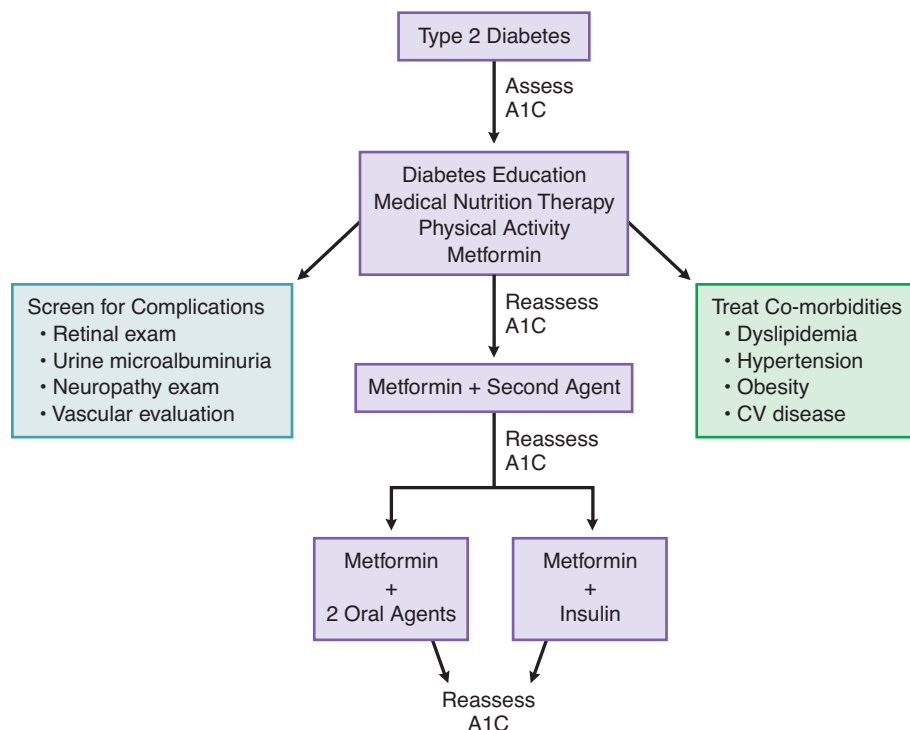 Type 2 Diabetes
Assess
A1C
Diabetes Education
Medical Nutrition Therapy
Physical Activity
Metformin
Screen for Complications
• Retinal exam
• Urine microalbuminuria
• Neuropathy exam
• Vascular evaluation
Reassess
A1C
Treat Co-morbidities
• Dyslipidemia
• Hypertension
• Obesity
• CV disease
Metformin + Second Agent
Reassess
A1C
Metformin
+
2 Oral Agents
Metformin
+
Insulin
Reassess
A1C